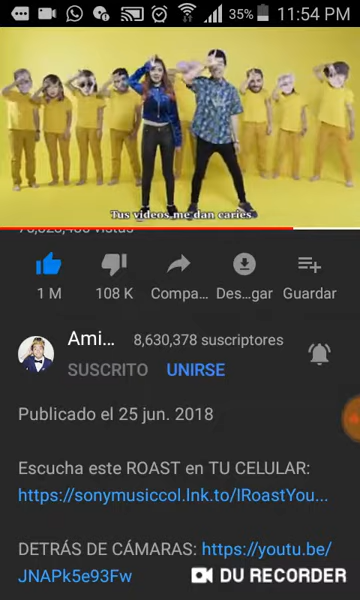 35% 11:54 PM
Tus videos me dan caries
1 M 108 K Compa... Des...gar Guardar
Ami... 8,630,378 suscriptores
SUSCRITO UNIRSE
Publicado el 25 jun. 2018
Escucha este ROAST en TU CELULAR:
https://sonymusiccol.lnk.to/IRoastYou...
DETRÁS DE CÁMARAS: https://youtu.be/
JNAPk5e93Fw
DU RECORDER